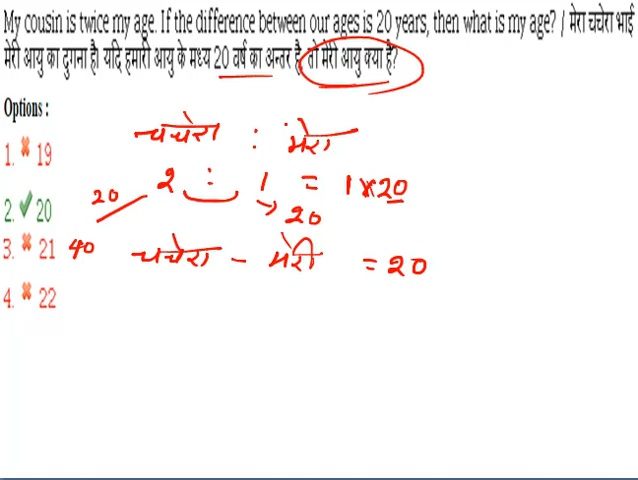 My cousin is twice my age. If the difference between our ages is 20 years, then what is my age? / मेरा चचेरा भाई
मेरी आयु का दुगना है। यदि हमारी आयु के मध्य 20 वर्ष का अन्तर है, तो मेरी आयु क्या है?
Options :
चचेरा : मेरा
1. 19
20 2 : 1 = 1 × 20
2. 20
20
3. 21
40 चचेरा - मेरी = 20
4. 22